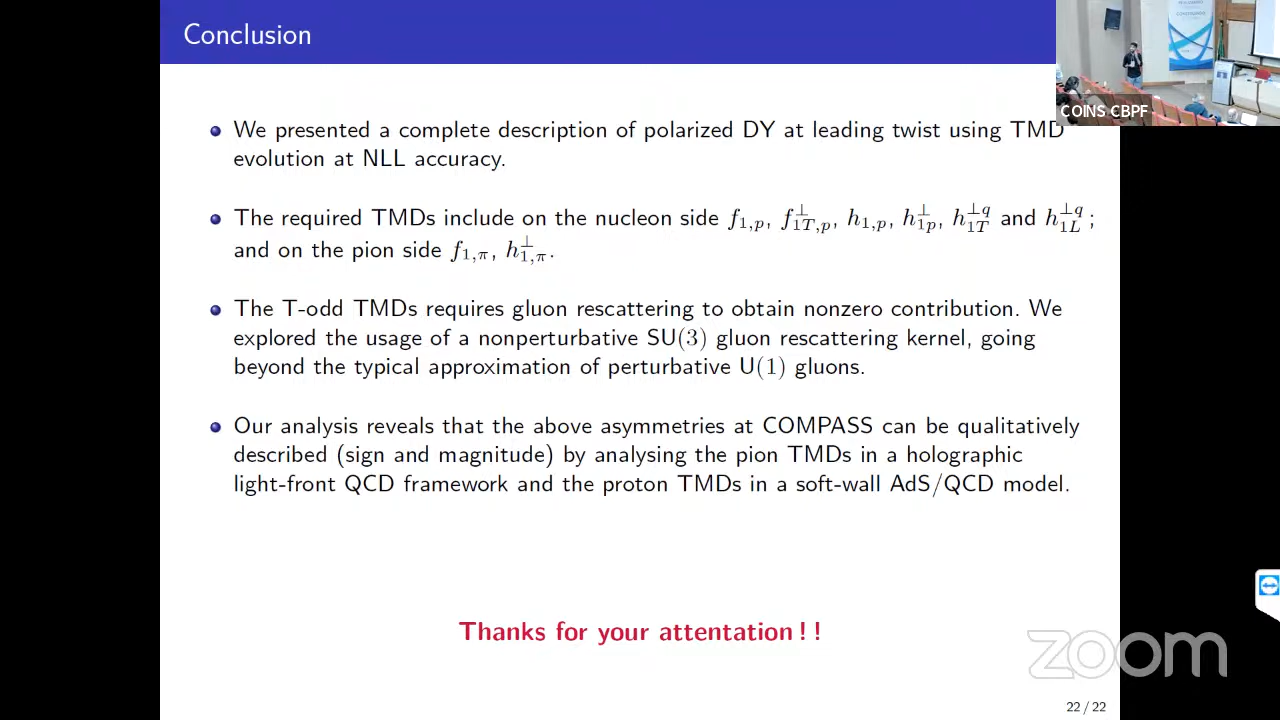 Conclusion
COINS CBPF
We presented a complete description of polarized DY at leading twist using TMD
evolution at NLL accuracy.
The required TMDs include on the nucleon side f₁,ₚ, f⊥₁T,ₚ, h₁,ₚ, h⊥₁ₚ, h⊥q₁T and h⊥q₁L ;
and on the pion side f₁,π, h⊥₁,π.
The T-odd TMDs requires gluon rescattering to obtain nonzero contribution. We
explored the usage of a nonperturbative SU(3) gluon rescattering kernel, going
beyond the typical approximation of perturbative U(1) gluons.
Our analysis reveals that the above asymmetries at COMPASS can be qualitatively
described (sign and magnitude) by analysing the pion TMDs in a holographic
light-front QCD framework and the proton TMDs in a soft-wall AdS/QCD model.
Thanks for your attentation ! !
zoom
22 / 22